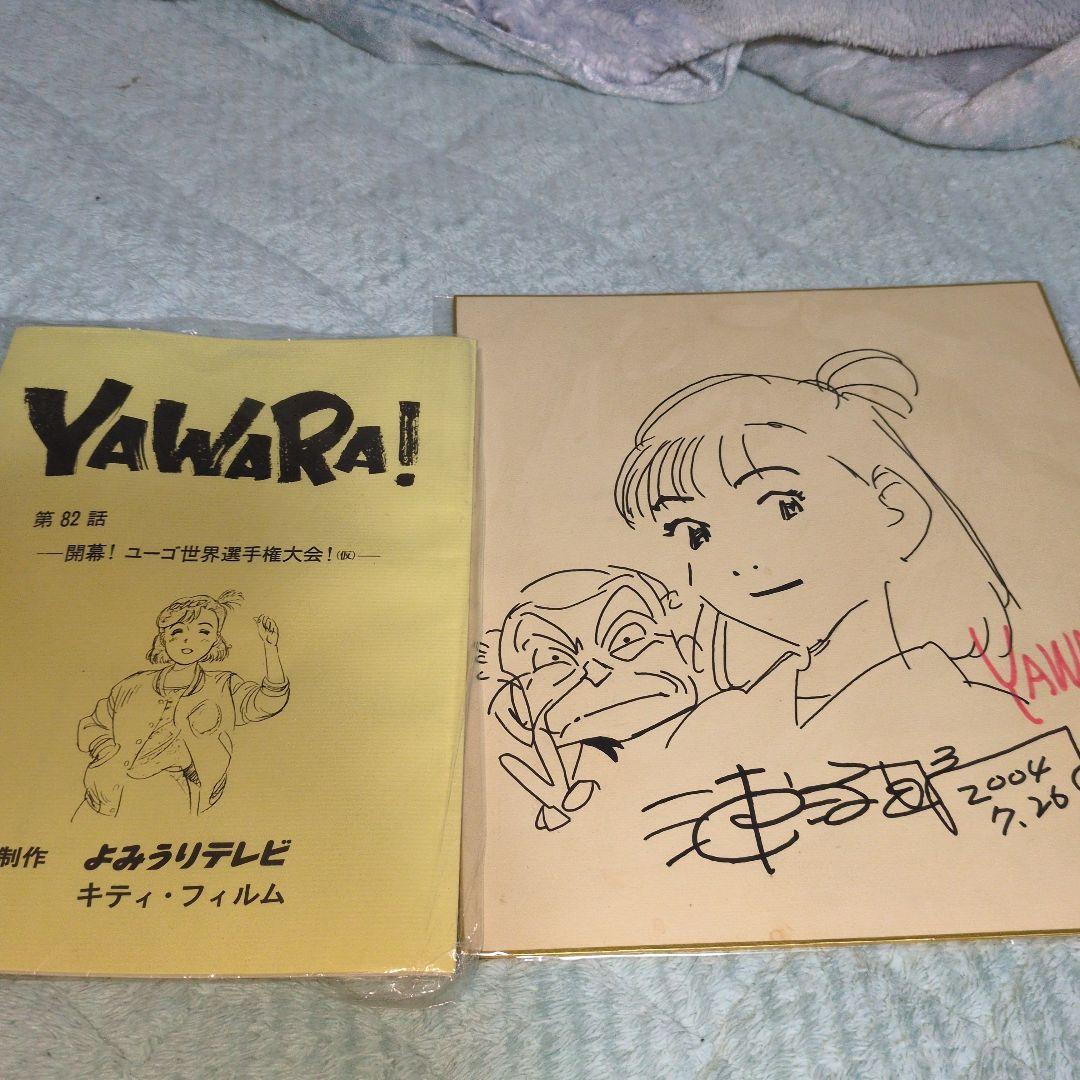 YAWARA!
第82話
—開幕！ユーゴ世界選手権大会！(仮)—
制作 よみうりテレビ
キティ・フィルム
YAWA
2004
7.26